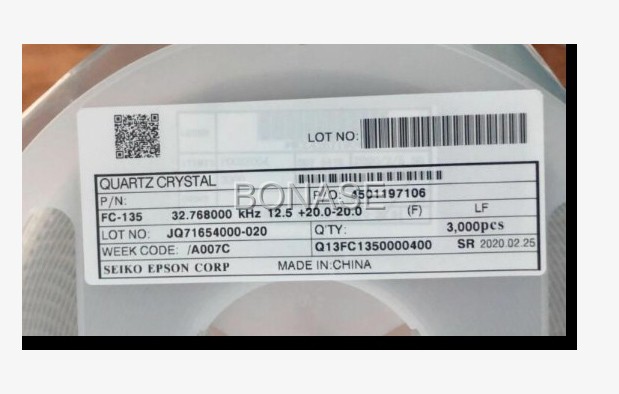 LOT NO:
QUARTZ CRYSTAL
BONASE
P/N: P/O: 4501197106
FC-135 32.768000 kHz 12.5 +20.0-20.0 (F) LF
LOT NO: JQ71654000-020 Q'TY: 3,000pcs
WEEK CODE: /A007C Q13FC1350000400 SR 2020.02.25
SEIKO EPSON CORP MADE IN:CHINA